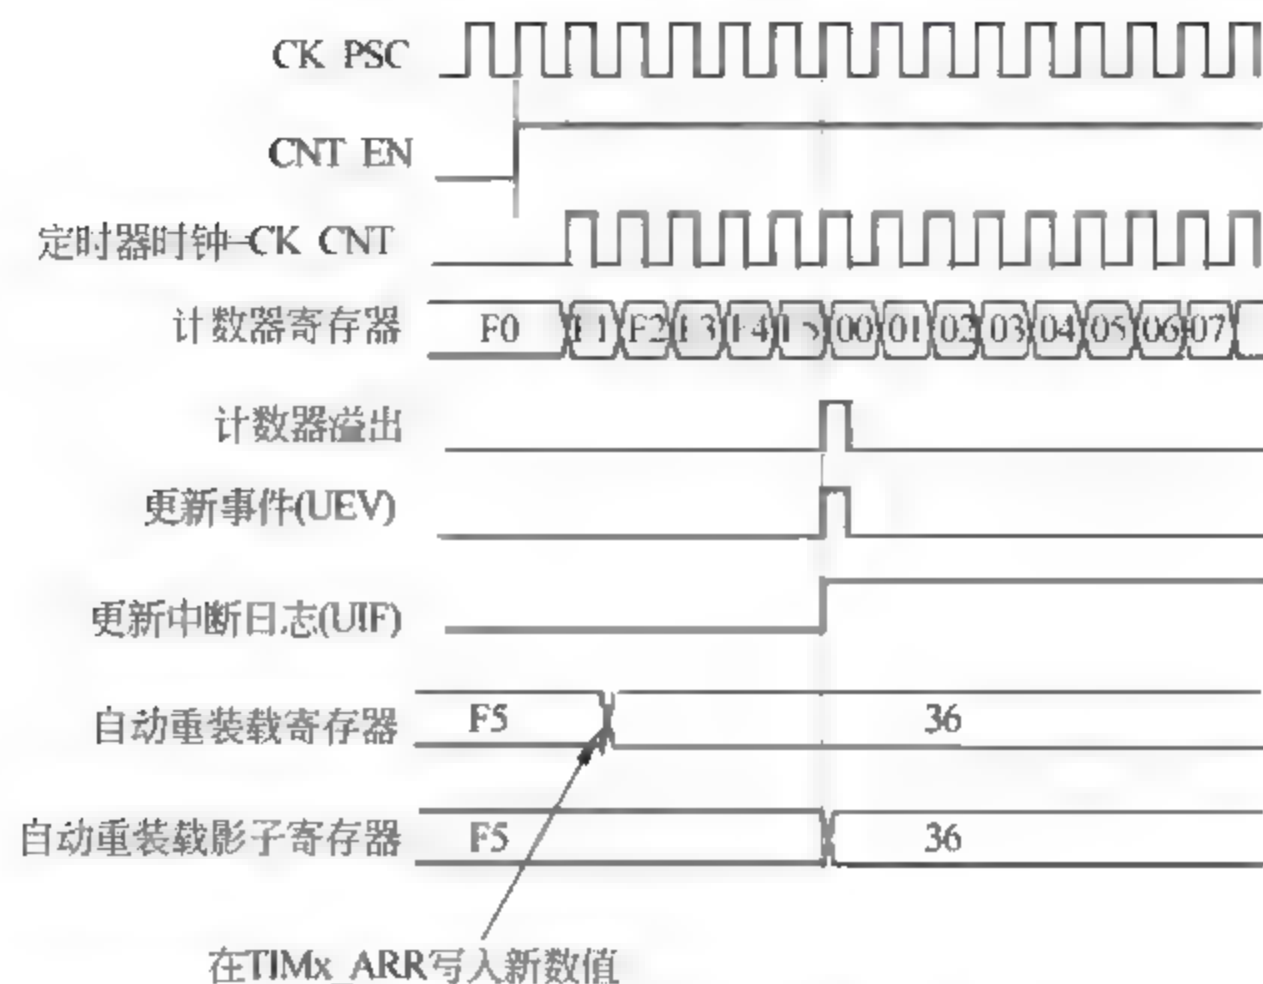 CK PSC
CNT EN
定时器时钟=CK CNT
计数器寄存器 F0 F1 F2 F3 F4 F5 00 01 02 03 04 05 06 07
计数器溢出
更新事件(UEV)
更新中断日志(UIF)
自动重装载寄存器 F5 36
自动重装载影子寄存器 F5 36
在TIMx ARR写入新数值